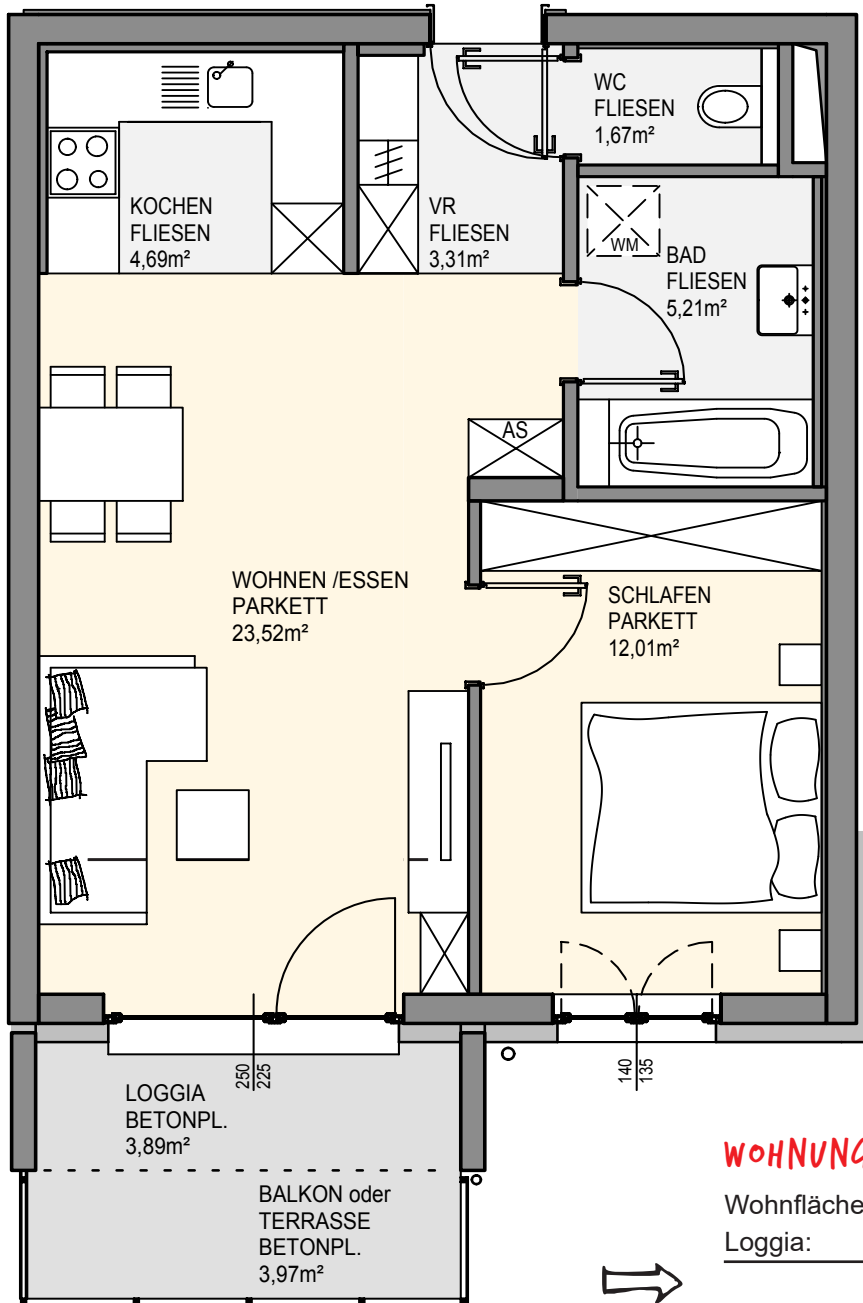 WC
FLIESEN
1,67m²
KOCHEN
FLIESEN
4,69m²
VR
FLIESEN
3,31m²
WM
BAD
FLIESEN
5,21m²
AS
WOHNEN /ESSEN
PARKETT
23,52m²
SCHLAFEN
PARKETT
12,01m²
250
225
140
135
LOGGIA
BETONPL.
3,89m²
BALKON oder
TERRASSE
BETONPL.
3,97m²
WOHNUNG
Wohnfläche
Loggia: